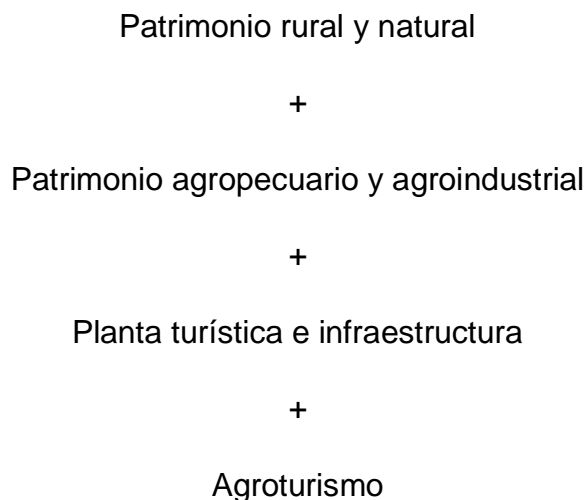 Patrimonio rural y natural
+
Patrimonio agropecuario y agroindustrial
+
Planta turística e infraestructura
+
Agroturismo